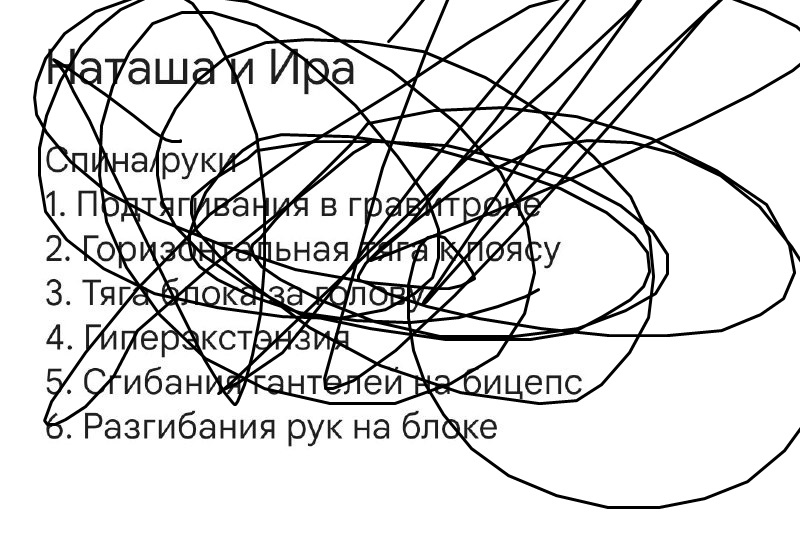 Наташа и Ира
Спина/руки
1. Подтягивания в гравитроне
2. Горизонтальная тяга к поясу
3. Тяга блока за голову
4. Гиперэкстэнзия
5. Сгибания гантелей на бицепс
6. Разгибания рук на блоке